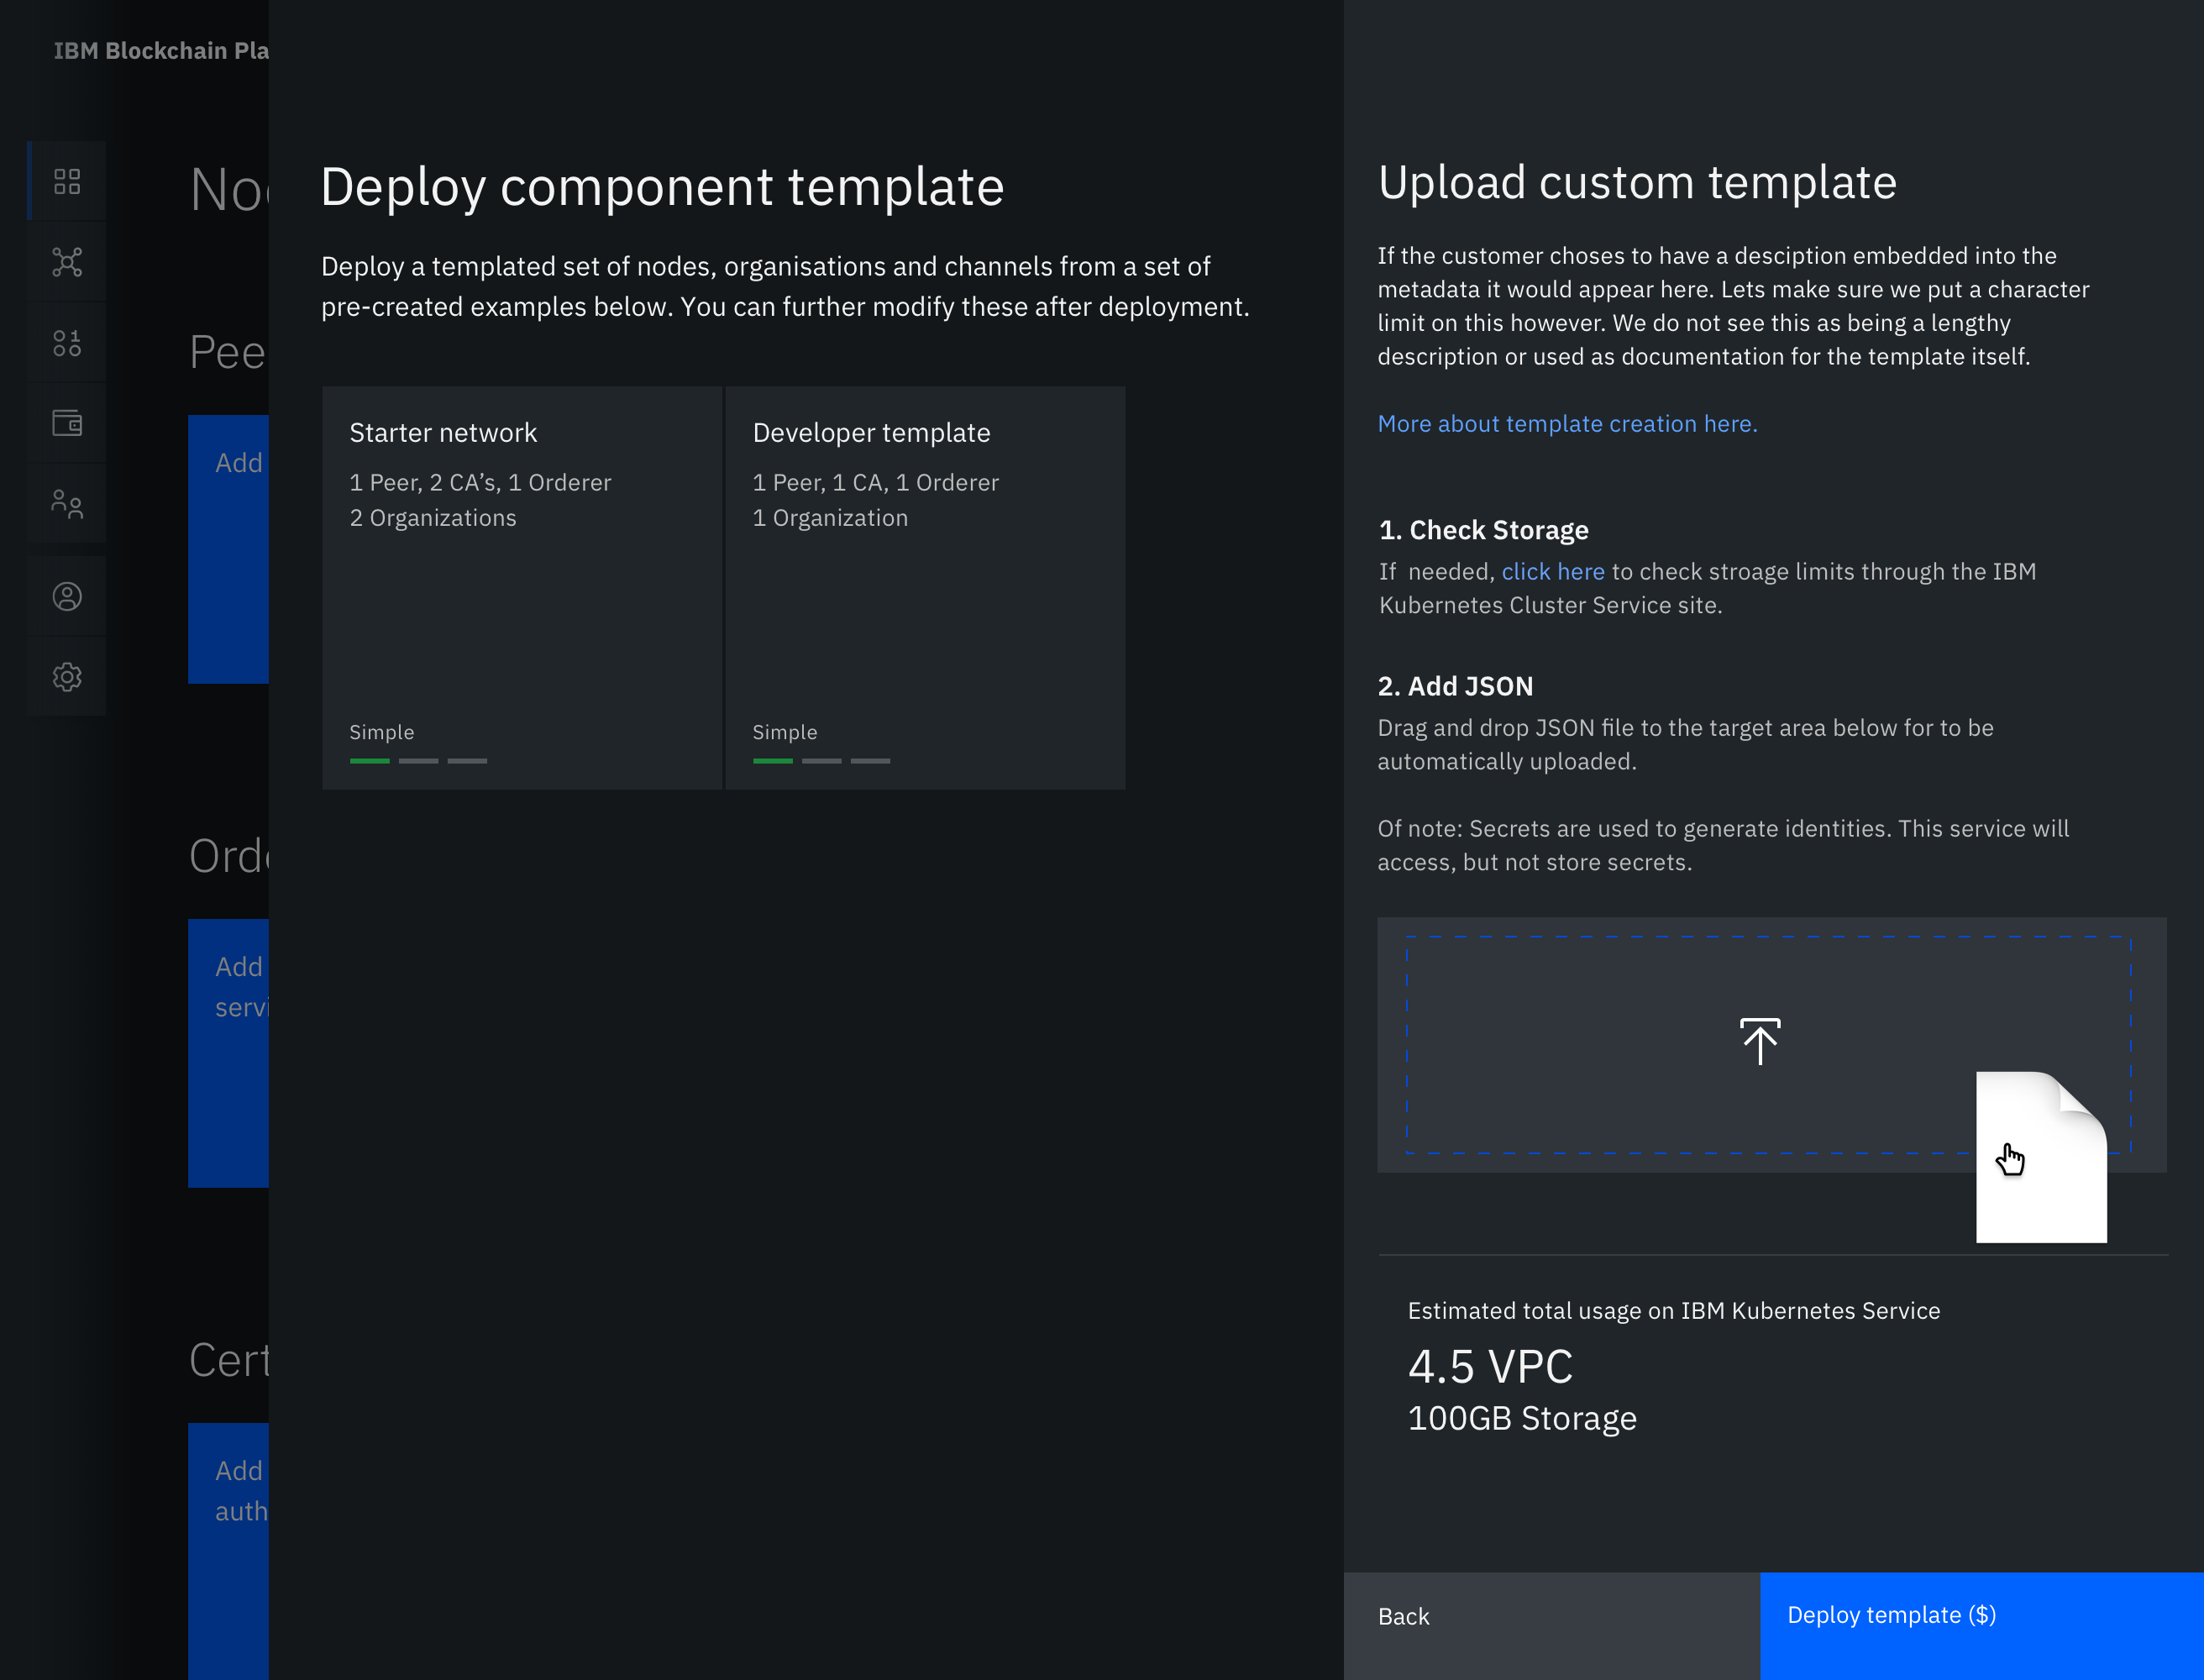 IBM Blockchain Pla
Deploy component template
Deploy a templated set of nodes, organisations and channels from a set of
pre-created examples below. You can further modify these after deployment.
Starter network
1 Peer, 2 CA’s, 1 Orderer
2 Organizations
Simple
Developer template
1 Peer, 1 CA, 1 Orderer
1 Organization
Simple
Pee
Add
Orde
Add
servi
Cert
Add
auth
Upload custom template
If the customer choses to have a desciption embedded into the
metadata it would appear here. Lets make sure we put a character
limit on this however. We do not see this as being a lengthy
description or used as documentation for the template itself.
More about template creation here.
1. Check Storage
If  needed, click here to check stroage limits through the IBM
Kubernetes Cluster Service site.
2. Add JSON
Drag and drop JSON file to the target area below for to be
automatically uploaded.
Of note: Secrets are used to generate identities. This service will
access, but not store secrets.
Estimated total usage on IBM Kubernetes Service
4.5 VPC
100GB Storage
Back
Deploy template ($)